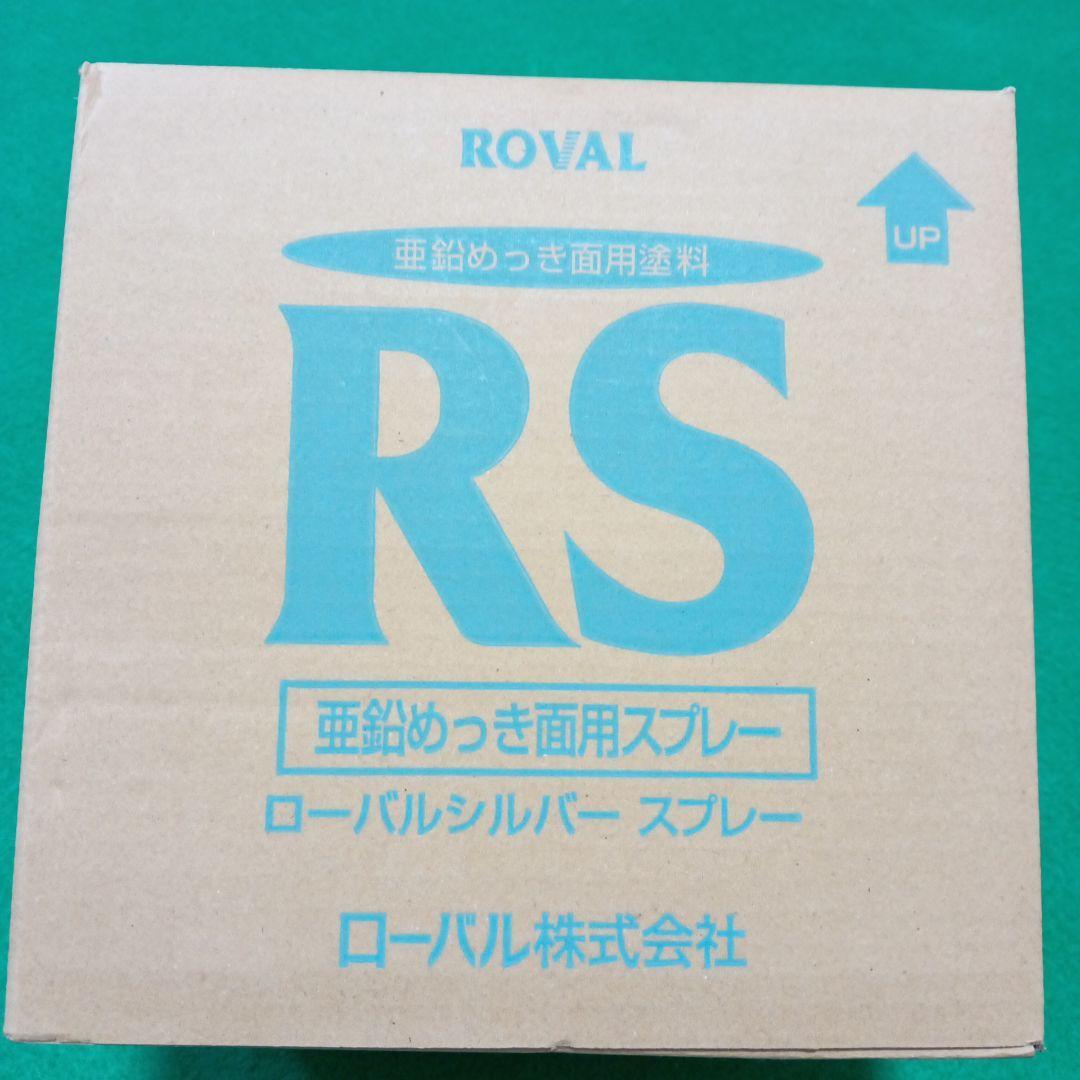 ROVAL
UP
亜鉛めっき面用塗料
RS
亜鉛めっき面用スプレー
ローバルシルバー スプレー
ローバル株式会社